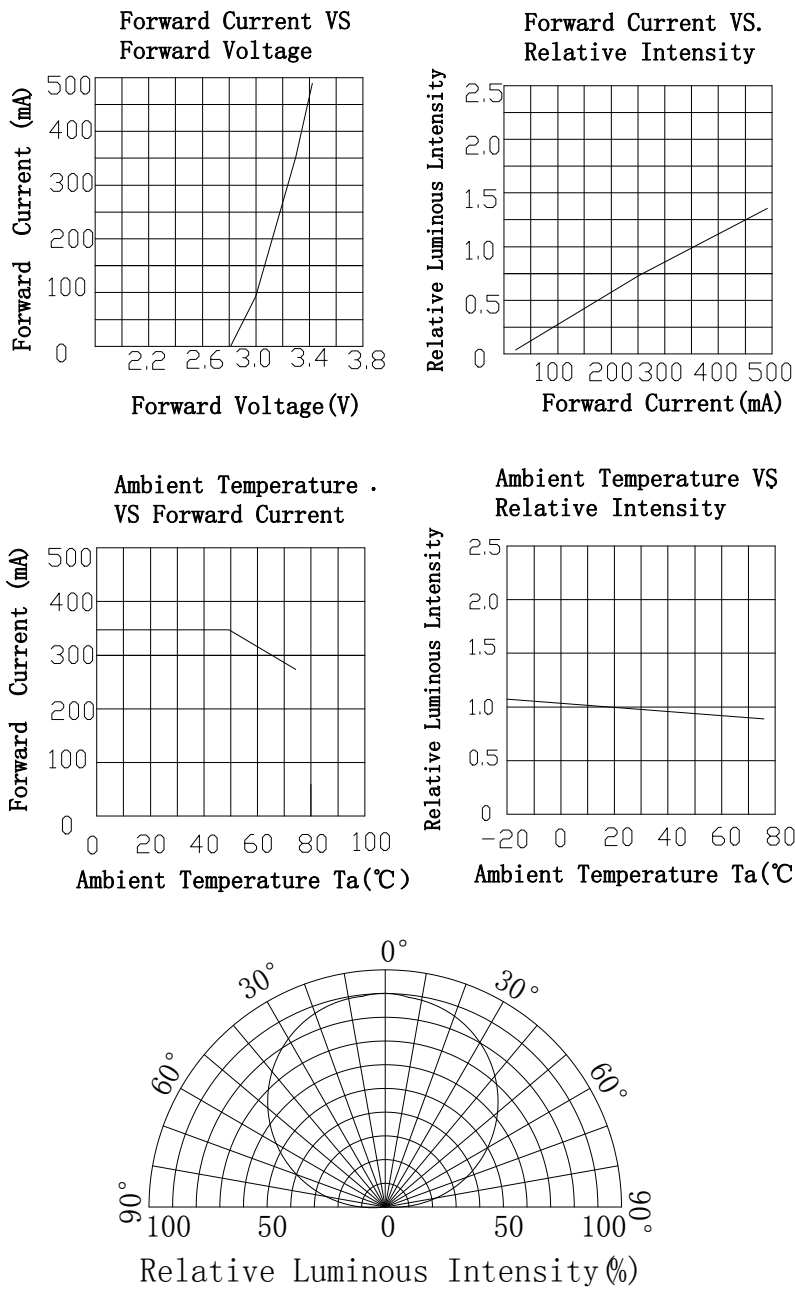 Forward Current VS
Forward Voltage
Forward Current (mA)
500
400
300
200
100
0
2.2 2.6 3.0 3.4 3.8
Forward Voltage(V)
Forward Current VS.
Relative Intensity
Relative Luminous Lntensity
2.5
2.0
1.5
1.0
0.5
0
100 200 300 400 500
Forward Current(mA)
Ambient Temperature .
VS Forward Current
Forward Current (mA)
500
400
300
200
100
0
0 20 40 60 80 100
Ambient Temperature Ta(℃)
Ambient Temperature VS
Relative Intensity
Relative Luminous Lntensity
2.5
2.0
1.5
1.0
0.5
0
-20 0 20 40 60 80
Ambient Temperature Ta(℃
0°
30° 30°
60° 60°
90° 90°
100 50 0 50 100
Relative Luminous Intensity(%)